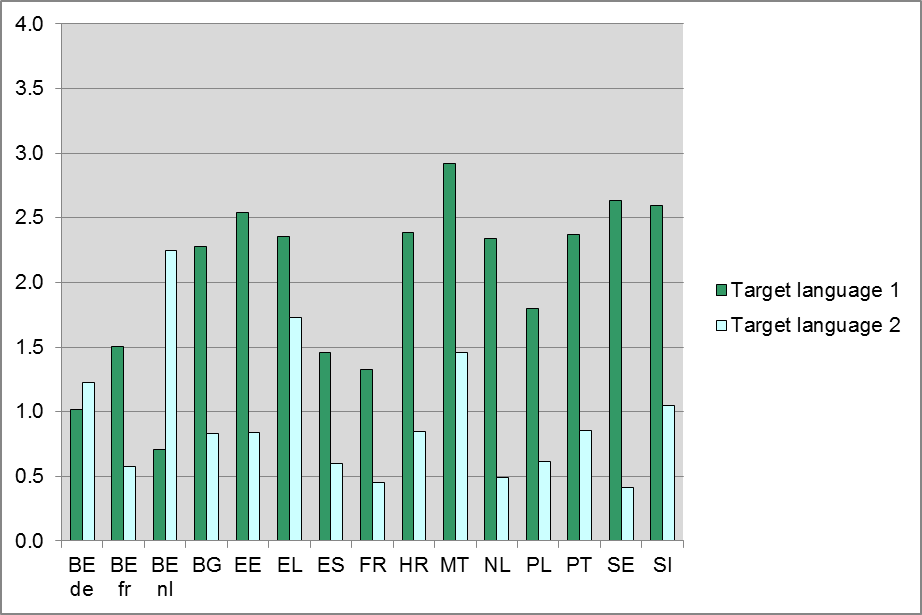 4.0
3.5
3.0
2.5
2.0
1.5
1.0
0.5
0.0
BE BE BE BG EE EL ES FR HR MT NL PL PT SE SI
de fr nl
Target language 1
Target language 2